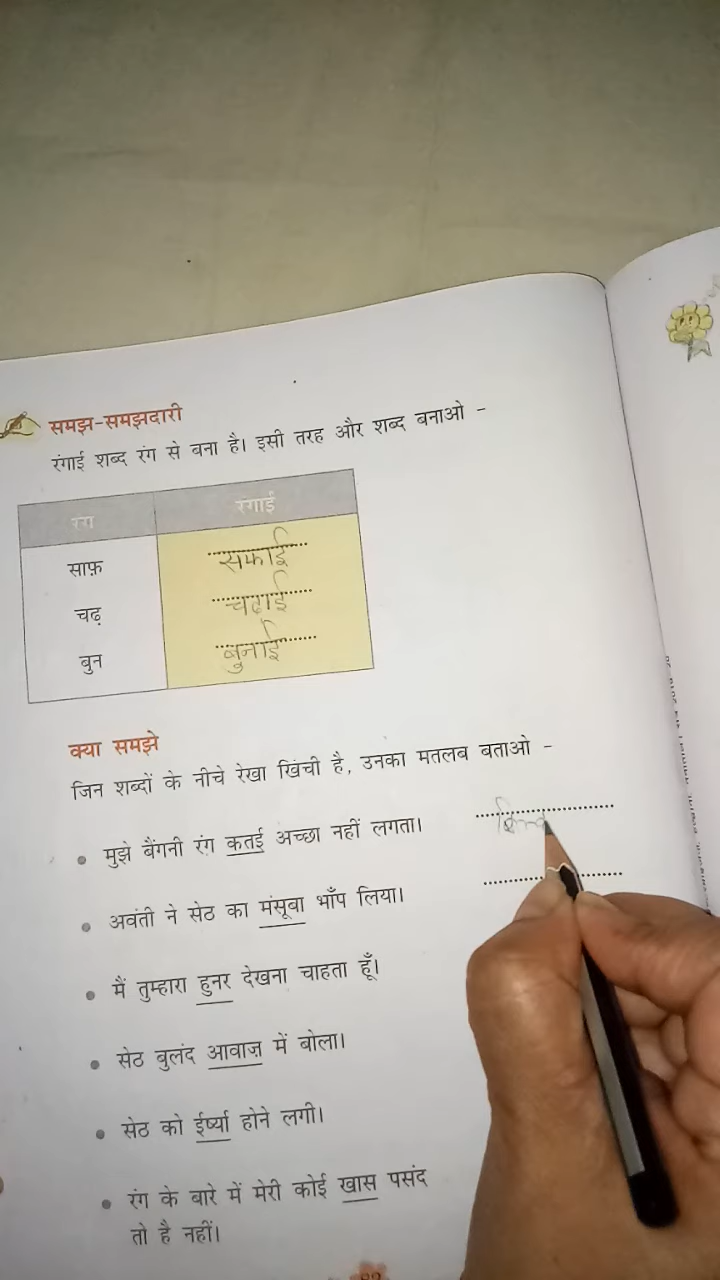 समझ-समझदारी
रंगाई शब्द रंग से बना है। इसी तरह और शब्द बनाओ -
रंग रंगाई
साफ़ सफाई
चढ़ चढाई
बुन बुनाई
क्या समझे
जिन शब्दों के नीचे रेखा खिंची है, उनका मतलब बताओ -
• मुझे बैंगनी रंग कतई अच्छा नहीं लगता।
• अवंती ने सेठ का मंसूबा भाँप लिया।
• मैं तुम्हारा हुनर देखना चाहता हूँ।
• सेठ बुलंद आवाज़ में बोला।
• सेठ को ईर्ष्या होने लगी।
• रंग के बारे में मेरी कोई खास पसंद
तो है नहीं।